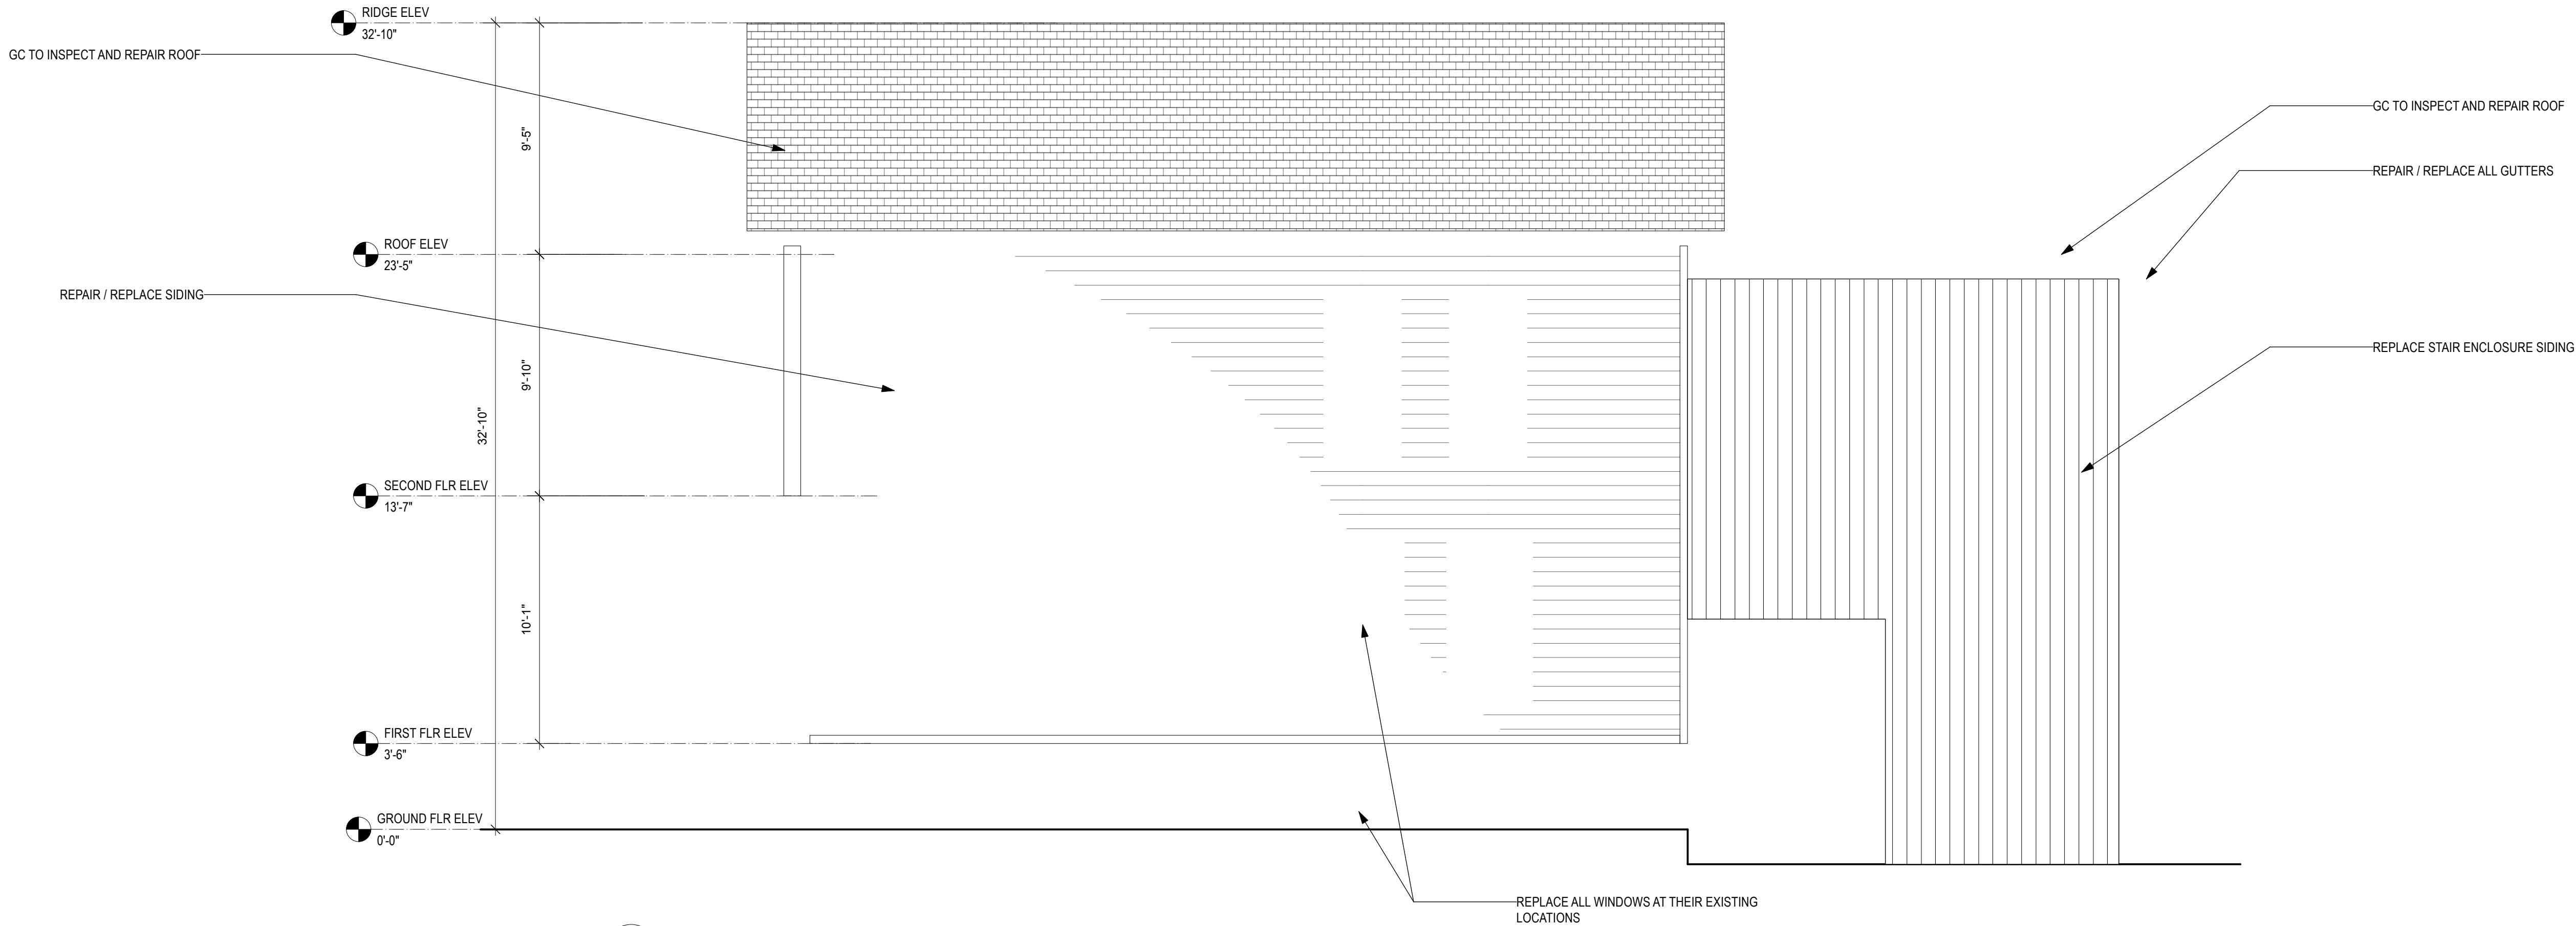 RIDGE ELEV
32'-10"
GC TO INSPECT AND REPAIR ROOF
GC TO INSPECT AND REPAIR ROOF
9'-5"
REPAIR / REPLACE ALL GUTTERS
ROOF ELEV
23'-5"
REPAIR / REPLACE SIDING
REPLACE STAIR ENCLOSURE SIDING
9'-10"
32'-10"
SECOND FLR ELEV
13'-7"
10'-1"
FIRST FLR ELEV
3'-6"
GROUND FLR ELEV
0'-0"
REPLACE ALL WINDOWS AT THEIR EXISTING
LOCATIONS